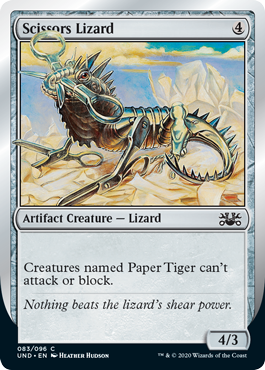 Scissors Lizard 4
Artifact Creature — Lizard
Creatures named Paper Tiger can't
attack or block.
Nothing beats the lizard's shear power.
4/3
083/096 C
UND • EN HEATHER HUDSON
™ & © 2020 Wizards of the Coast